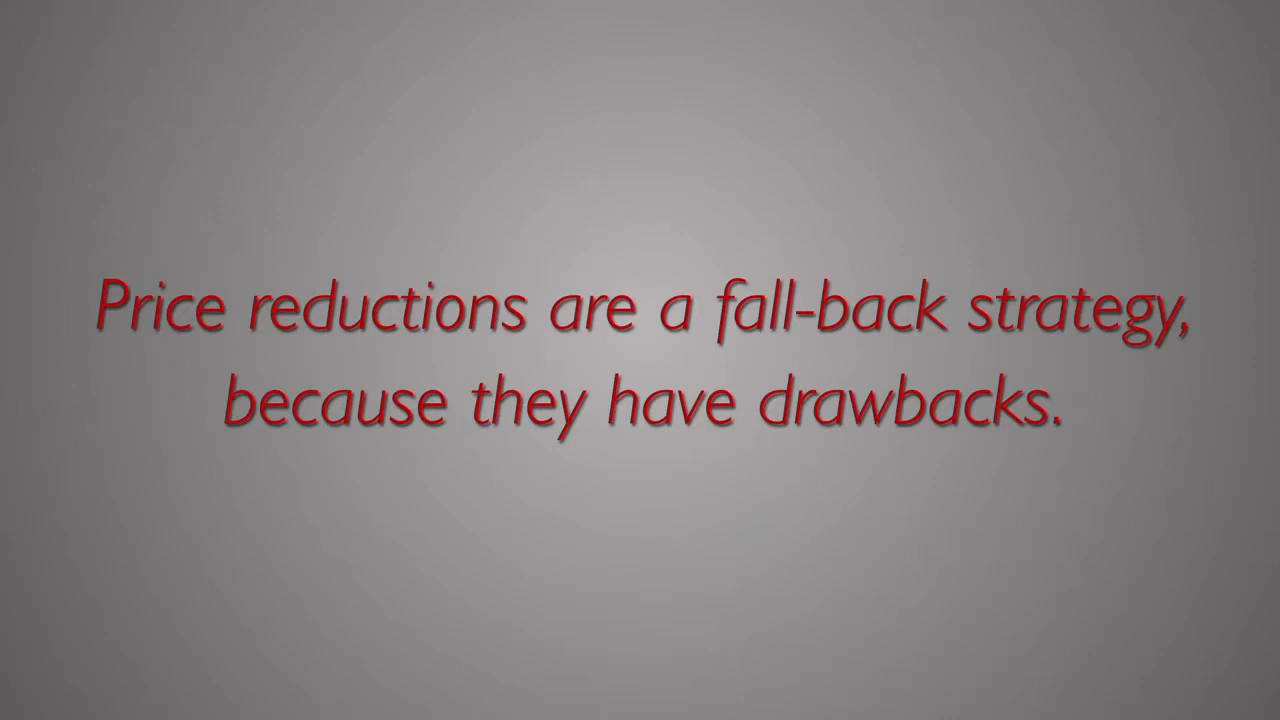 Price reductions are a fall-back strategy,
because they have drawbacks.